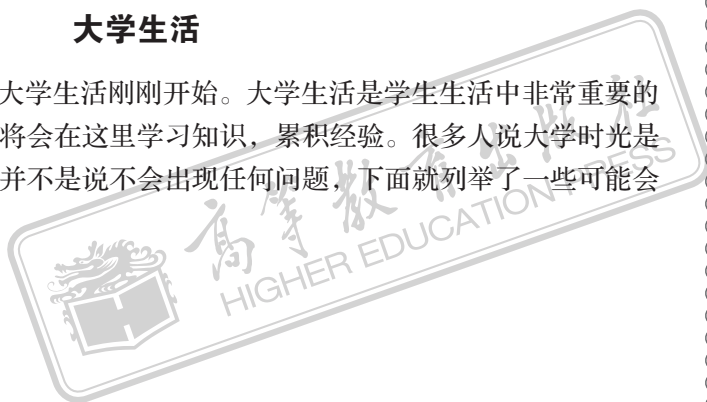 大学生活
大学生活刚刚开始。大学生活是学生生活中非常重要的
将会在这里学习知识，累积经验。很多人说大学时光是
并不是说不会出现任何问题，下面就列举了一些可能会
高等教育出版社
HIGHER EDUCATION PRESS